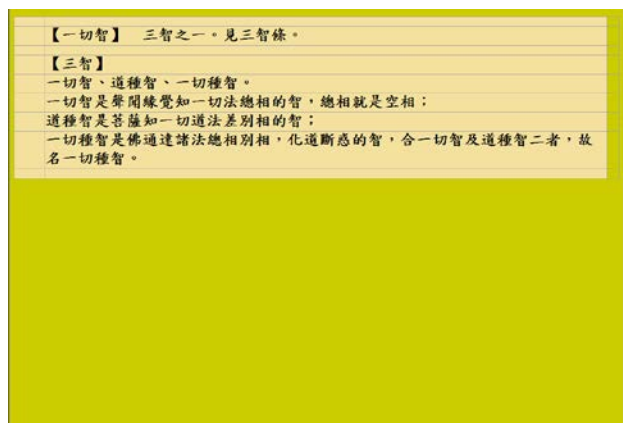 【一切智】　三智之一。見三智條。
【三智】
一切智、道種智、一切種智。
一切智是聲聞緣覺知一切法總相的智，總相就是空相；
道種智是菩薩知一切道法差別相的智；
一切種智是佛通達諸法總相別相，化道斷惑的智，合一切智及道種智二者，故
名一切種智。